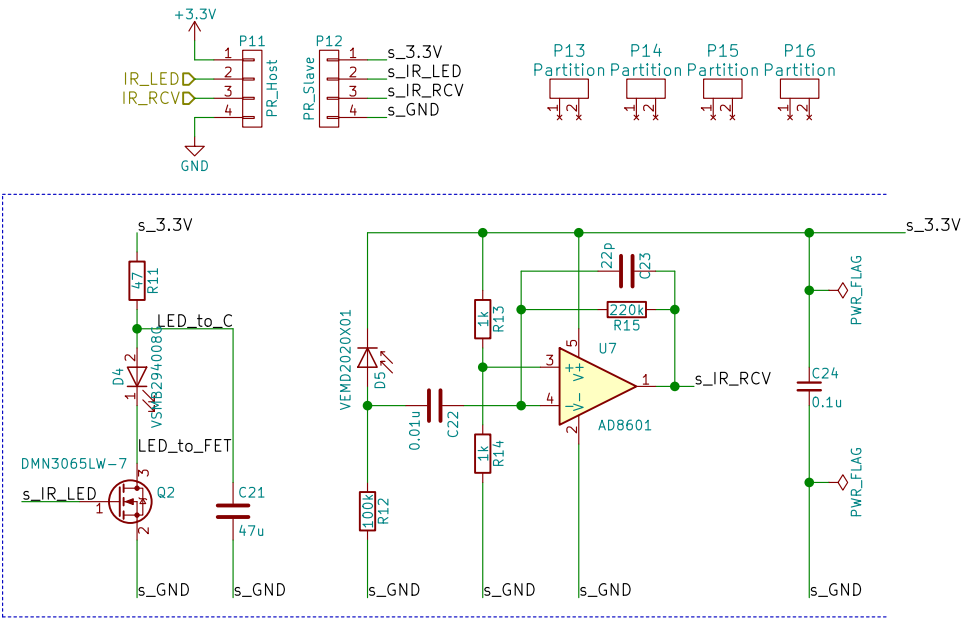 +3.3V
P11
1
2
3
4
PR_Host
IR_LED
IR_RCV
GND
P12
PR_Slave
1
2
3
4
s_3.3V
s_IR_LED
s_IR_RCV
s_GND
P13
Partition
1
2
P14
Partition
1
2
P15
Partition
1
2
P16
Partition
1
2
s_3.3V
47
R11
LED_to_C
D4
2
1
VSMB294008G
LED_to_FET
DMN3065LW-7
s_IR_LED
1
3
2
Q2
C21
47u
s_GND
s_GND
VEMD2020X01
D5
0.01u
C22
100k
R12
s_GND
1k
R13
1k
R14
s_GND
22p
C23
220k
R15
U7
3
4
5
2
1
+
-
V+
V-
AD8601
s_IR_RCV
s_GND
s_3.3V
PWR_FLAG
C24
0.1u
PWR_FLAG
s_GND